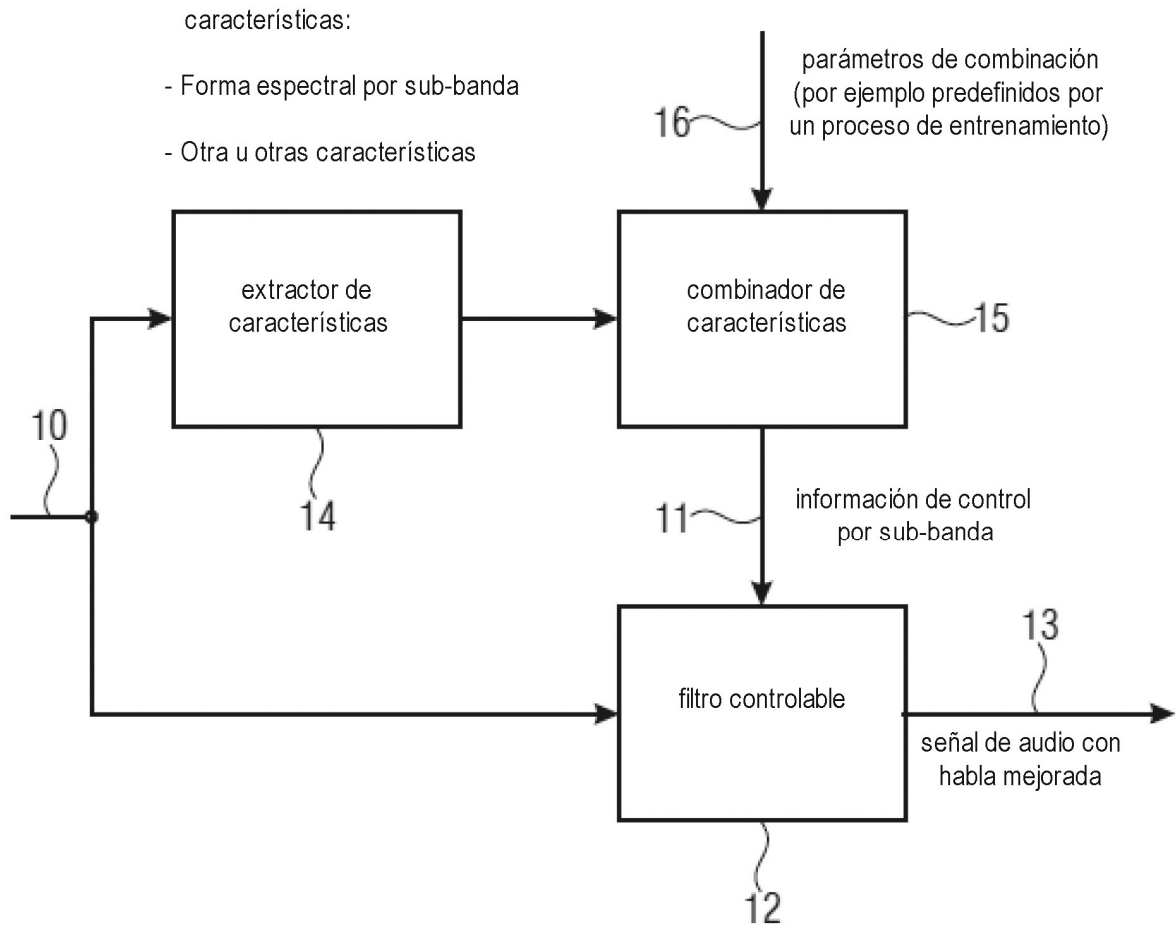 características:
- Forma espectral por sub-banda
- Otra u otras características
parámetros de combinación
(por ejemplo predefinidos por
un proceso de entrenamiento)
16
extractor de
características
combinador de
características
15
10
14
11
información de control
por sub-banda
13
filtro controlable
señal de audio con
habla mejorada
12